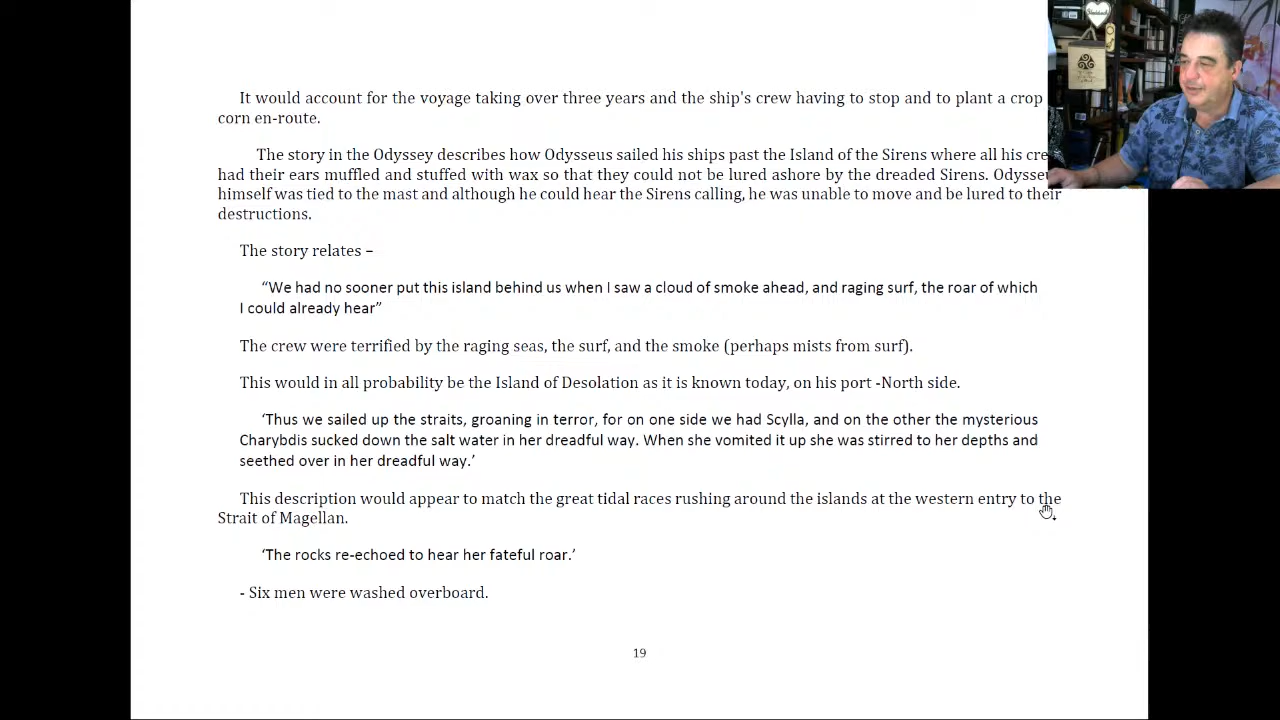 It would account for the voyage taking over three years and the ship's crew having to stop and to plant a crop
corn en-route.
The story in the Odyssey describes how Odysseus sailed his ships past the Island of the Sirens where all his cre
had their ears muffled and stuffed with wax so that they could not be lured ashore by the dreaded Sirens. Odysseu
himself was tied to the mast and although he could hear the Sirens calling, he was unable to move and be lured to their
destructions.
The story relates –
“We had no sooner put this island behind us when I saw a cloud of smoke ahead, and raging surf, the roar of which
I could already hear”
The crew were terrified by the raging seas, the surf, and the smoke (perhaps mists from surf).
This would in all probability be the Island of Desolation as it is known today, on his port -North side.
‘Thus we sailed up the straits, groaning in terror, for on one side we had Scylla, and on the other the mysterious
Charybdis sucked down the salt water in her dreadful way. When she vomited it up she was stirred to her depths and
seethed over in her dreadful way.’
This description would appear to match the great tidal races rushing around the islands at the western entry to the
Strait of Magellan.
‘The rocks re-echoed to hear her fateful roar.’
- Six men were washed overboard.
19